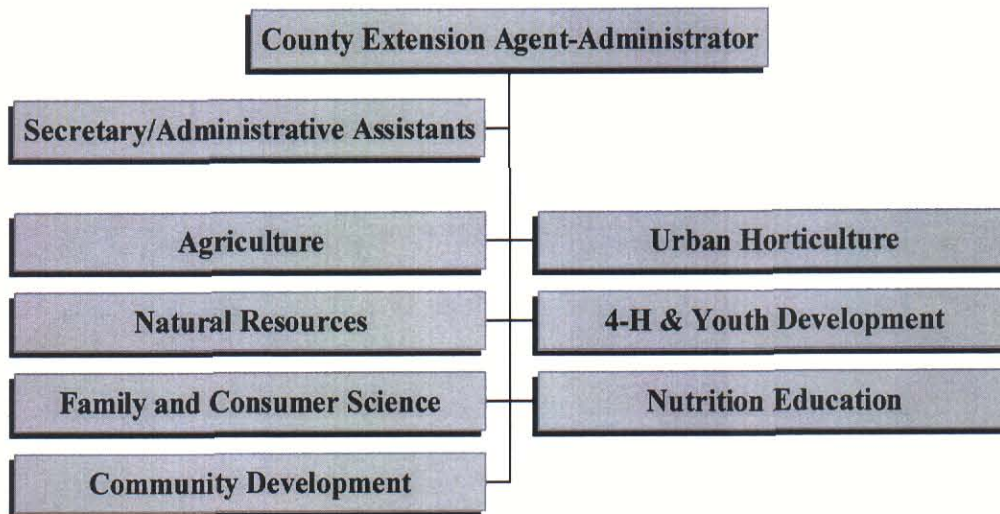 County Extension Agent-Administrator
Secretary/Administrative Assistants
Agriculture
Urban Horticulture
Natural Resources
4-H & Youth Development
Family and Consumer Science
Nutrition Education
Community Development